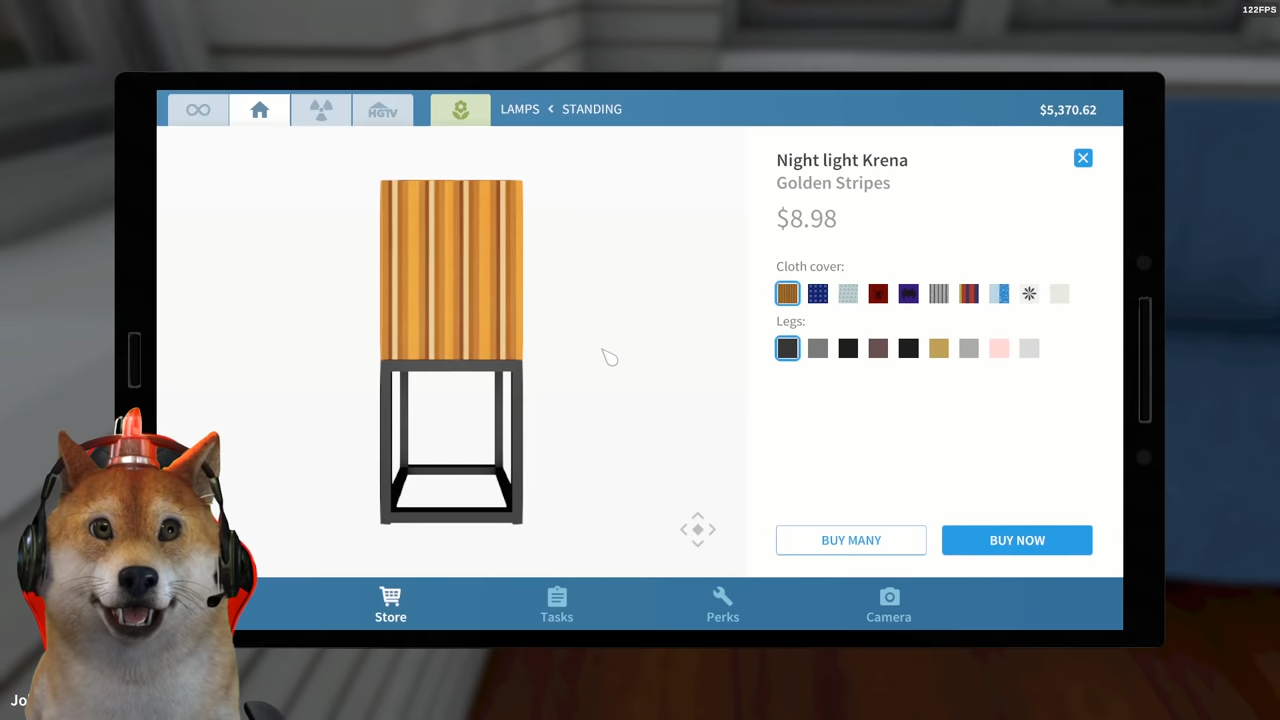 122FPS
HGTV
LAMPS < STANDING
$5,370.62
Night light Krena
Golden Stripes
$8.98
Cloth cover:
Legs:
BUY MANY
BUY NOW
Store
Tasks
Perks
Camera